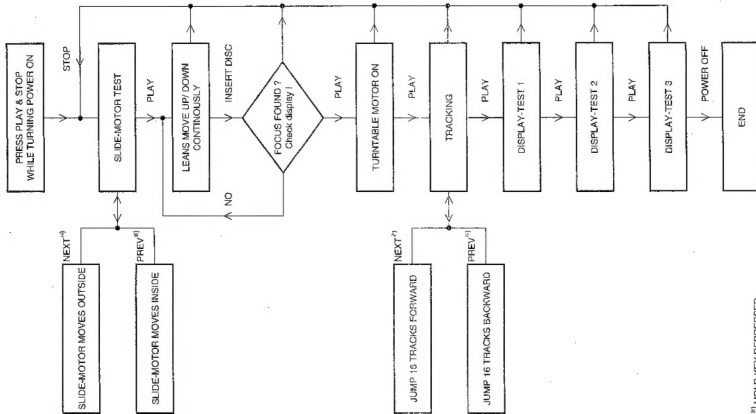 PRESS PLAY & STOP
WHILE TURNING POWER ON
STOP
SLIDE-MOTOR TEST
NEXT
SLIDE-MOTOR MOVES OUTSIDE
PREV
SLIDE-MOTOR MOVES INSIDE
PLAY
LEANS MOVE UP/ DOWN
CONTINOUSLY
INSERT DISC
FOCUS FOUND ?
Check display !
NO
PLAY
TURNTABLE MOTOR ON
PLAY
TRACKING
NEXT
JUMP 16 TRACKS FORWARD
PREV
JUMP 16 TRACKS BACKWARD
PLAY
DISPLAY-TEST 1
PLAY
DISPLAY-TEST 2
PLAY
DISPLAY-TEST 3
POWER OFF
END
KEY DEPRESSED